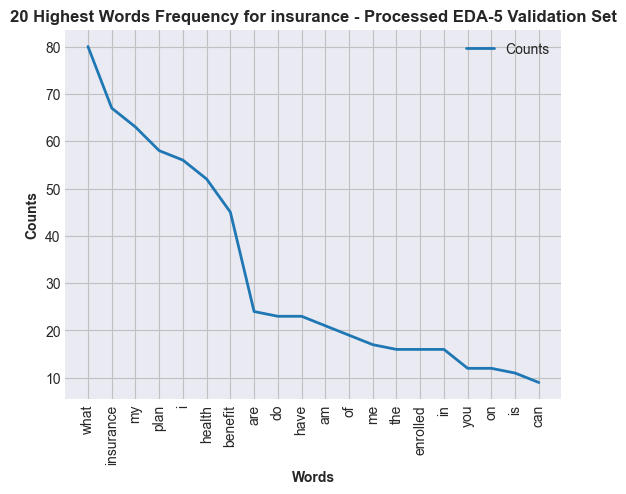 20 Highest Words Frequency for insurance - Processed EDA-5 Validation Set
Counts
80
70
60
50
40
30
20
10
Counts
what
insurance
my
plan
i
health
benefit
are
do
have
am
of
me
the
enrolled
in
you
on
is
can
Words